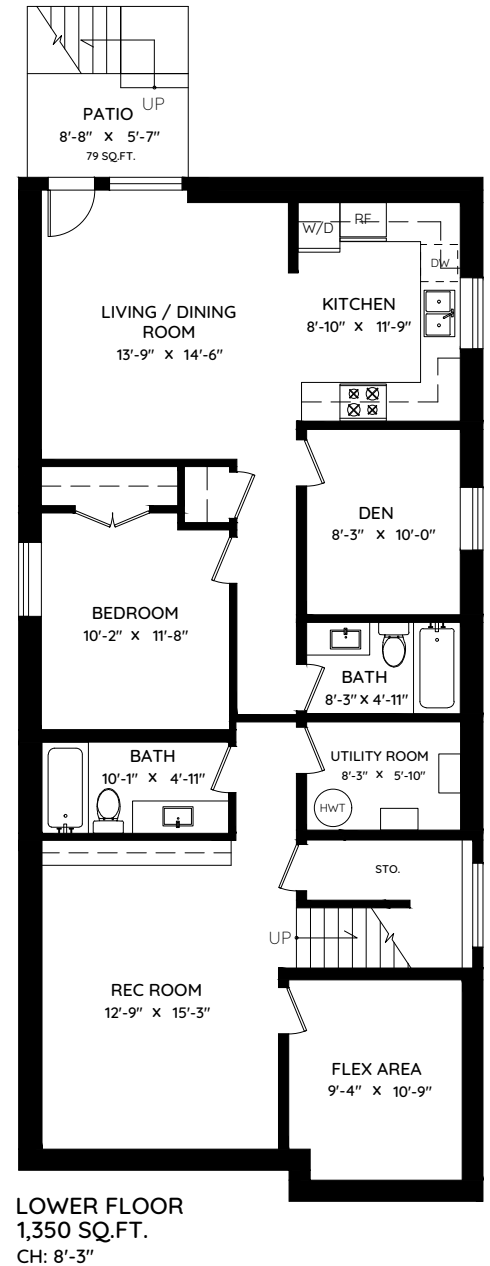 UP
PATIO
8'-8" x 5'-7"
79 SQ.FT.
W/D
RF
DW
LIVING / DINING
ROOM
13'-9" x 14'-6"
KITCHEN
8'-10" x 11'-9"
DEN
8'-3" x 10'-0"
BEDROOM
10'-2" x 11'-8"
BATH
8'-3" x 4'-11"
BATH
10'-1" x 4'-11"
UTILITY ROOM
8'-3" x 5'-10"
HWT
STO.
UP
REC ROOM
12'-9" x 15'-3"
FLEX AREA
9'-4" x 10'-9"
LOWER FLOOR
1,350 SQ.FT.
CH: 8'-3"